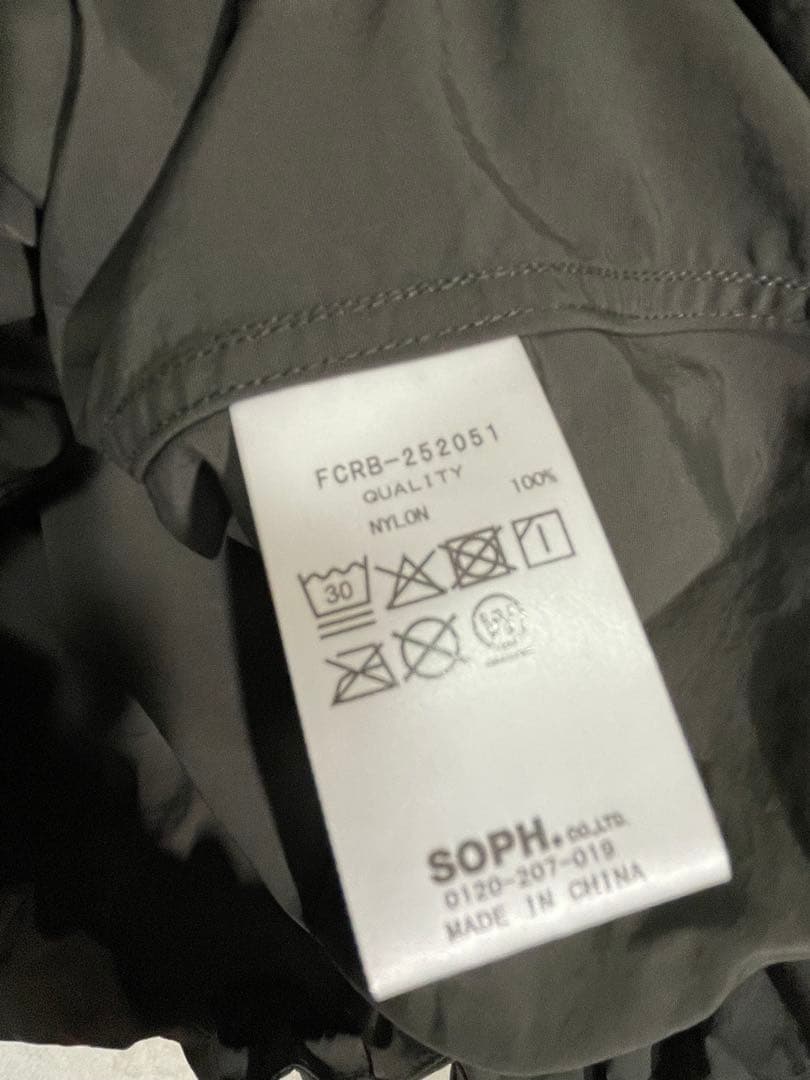 FCRB-252051
QUALITY
NYLON 100%
30
SOPH. CO.,LTD.
0120-207-019
MADE IN CHINA